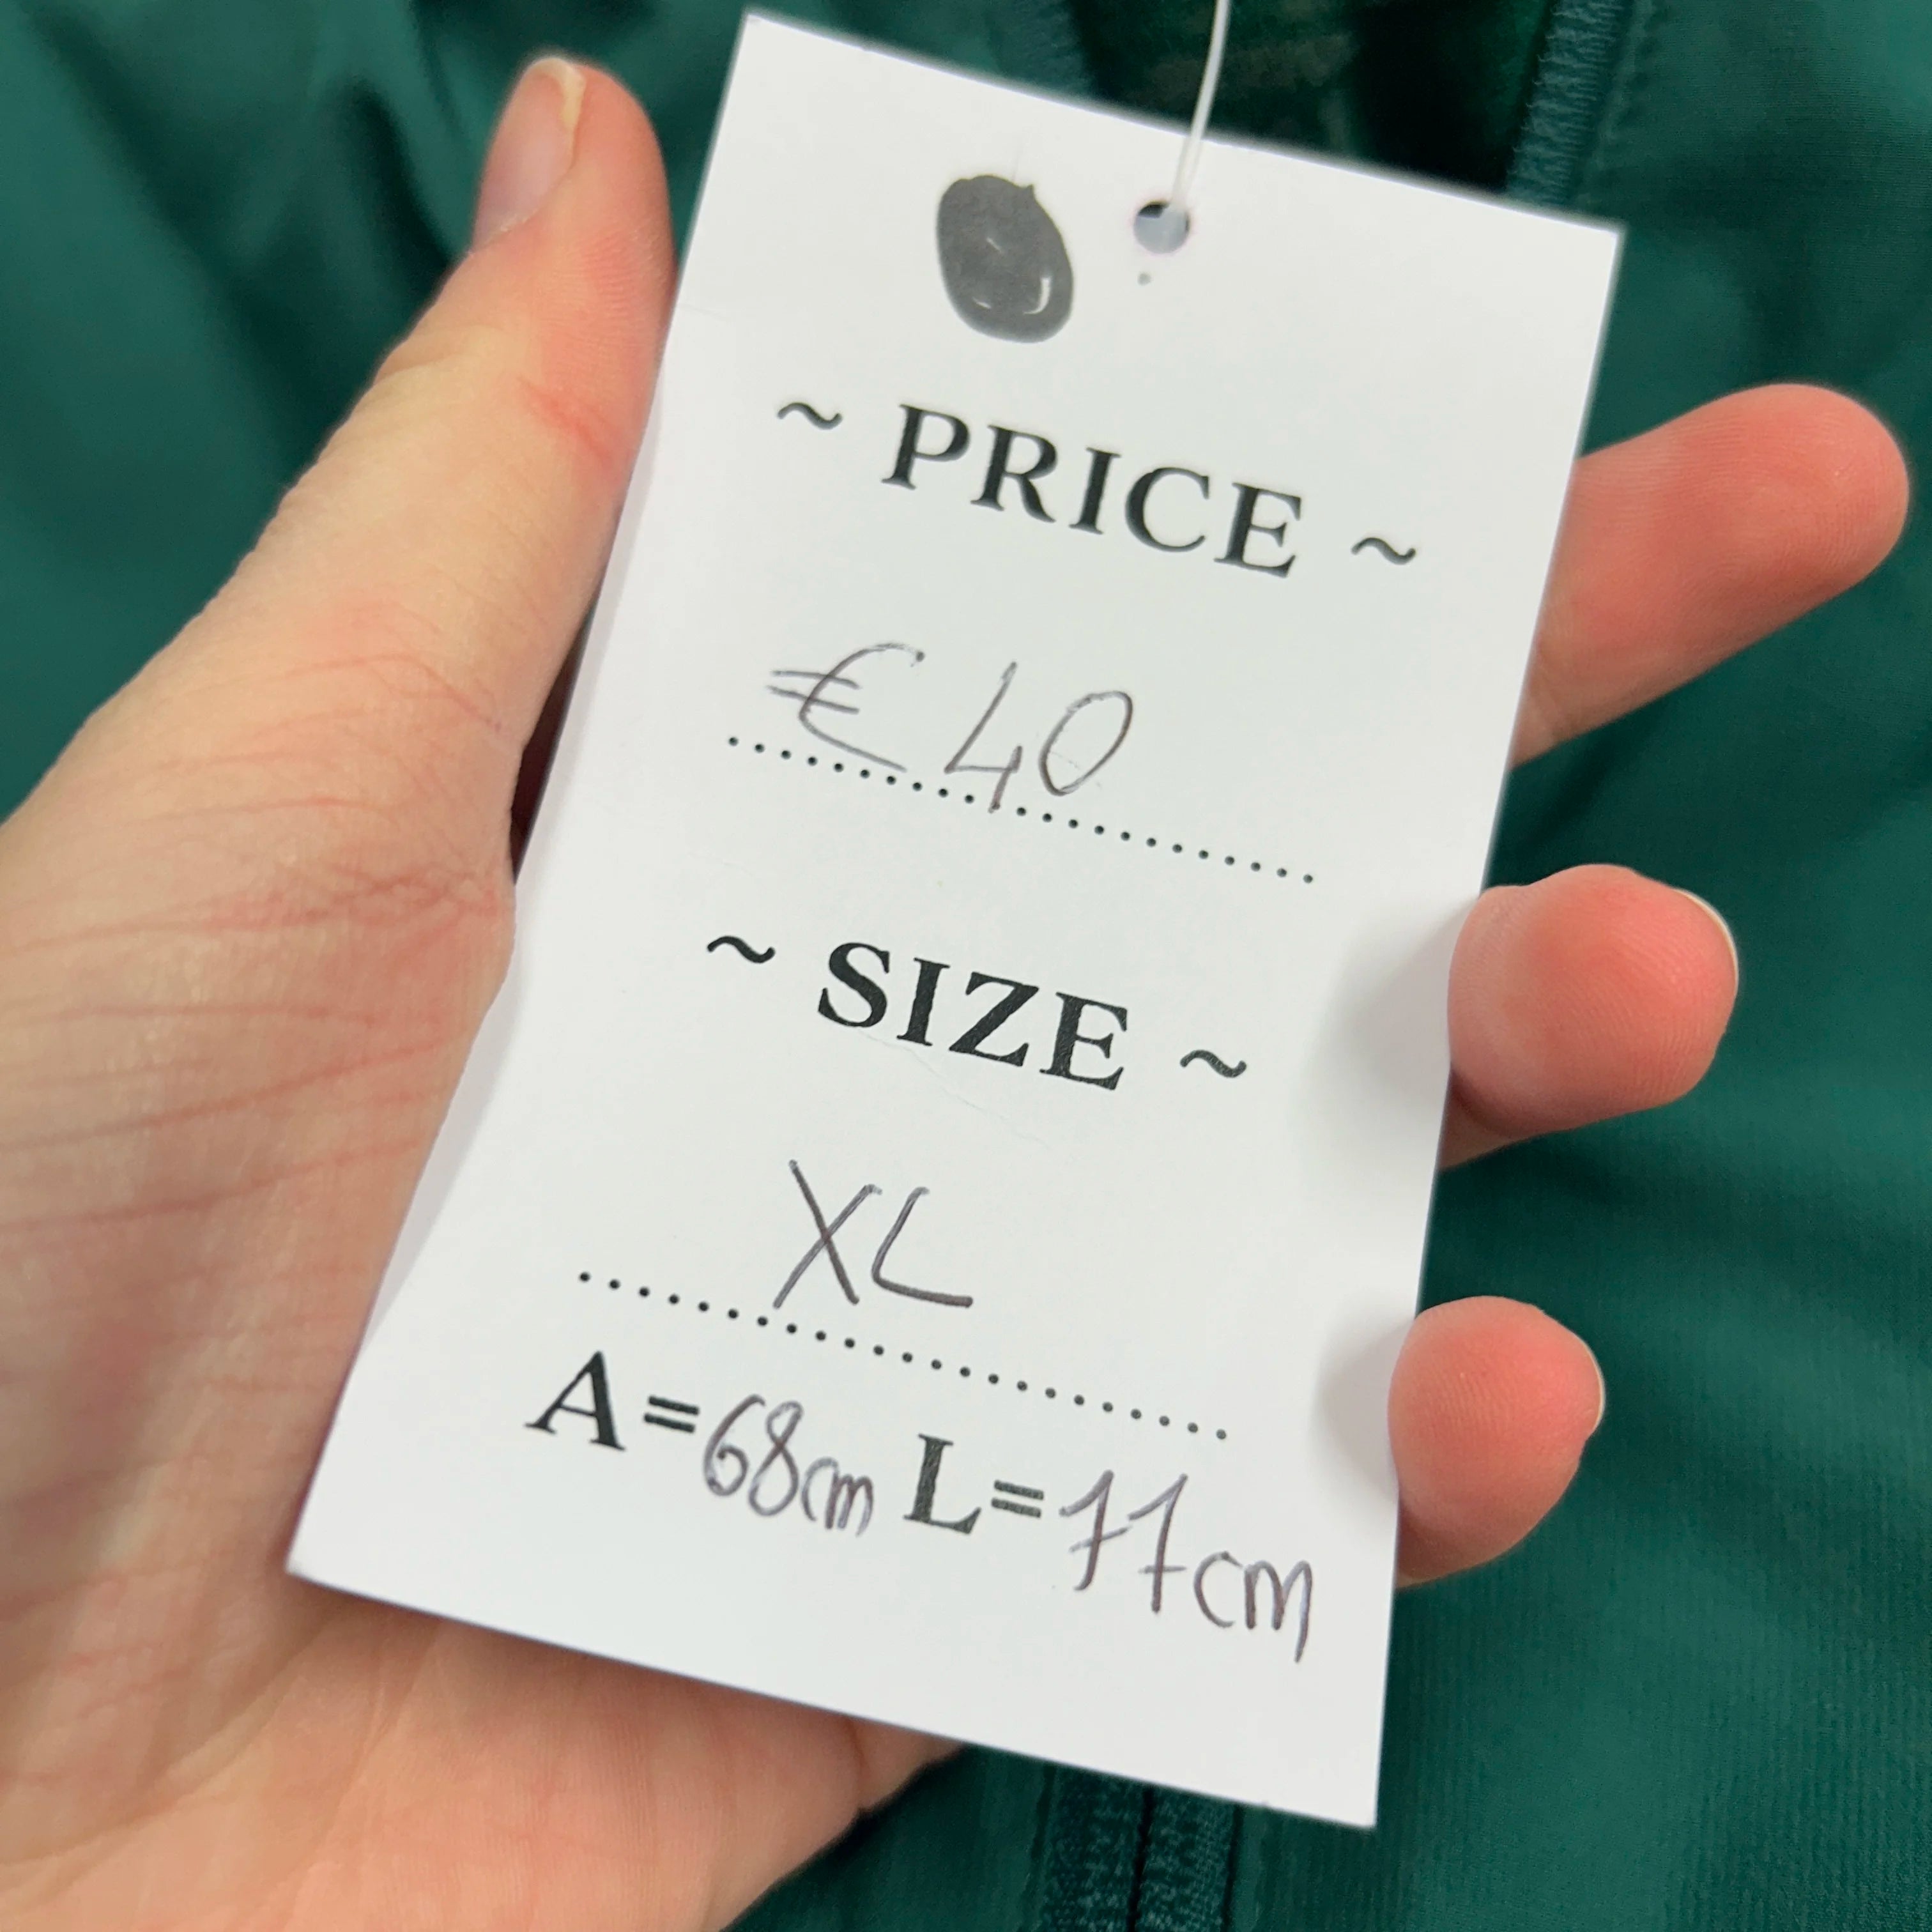 ~ PRICE ~
€ 40
~ SIZE ~
XL
A=68cm L=77cm